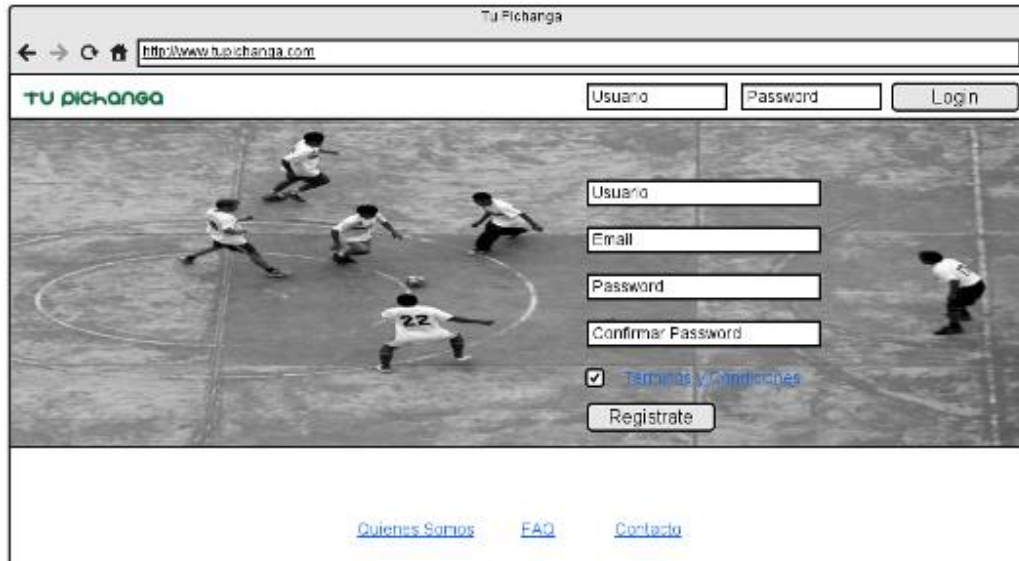 Tu Pichanga
http://www.tupichanga.com
TU PICHANGA
Usuario
Password
Login
Usuario
Email
Password
Confirmar Password
Terminos y Condiciones
Registrate
22
Quienes Somos
FAQ
Contacto